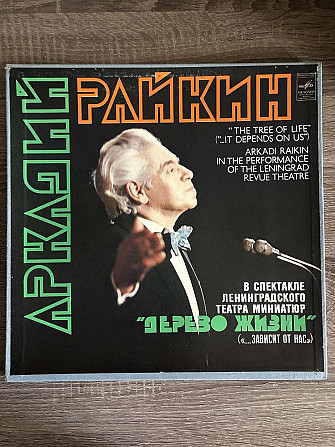 АРКАДИЙ
РАЙКИН
"THE TREE OF LIFE"
("...IT DEPENDS ON US")
ARKADI RAIKIN
IN THE PERFORMANCE
OF THE LENINGRAD
REVUE THEATRE
В СПЕКТАКЛЕ
ЛЕНИНГРАДСКОГО
ТЕАТРА МИНИАТЮР
"ДЕРЕВО ЖИЗНИ"
(«...ЗАВИСИТ ОТ НАС»)